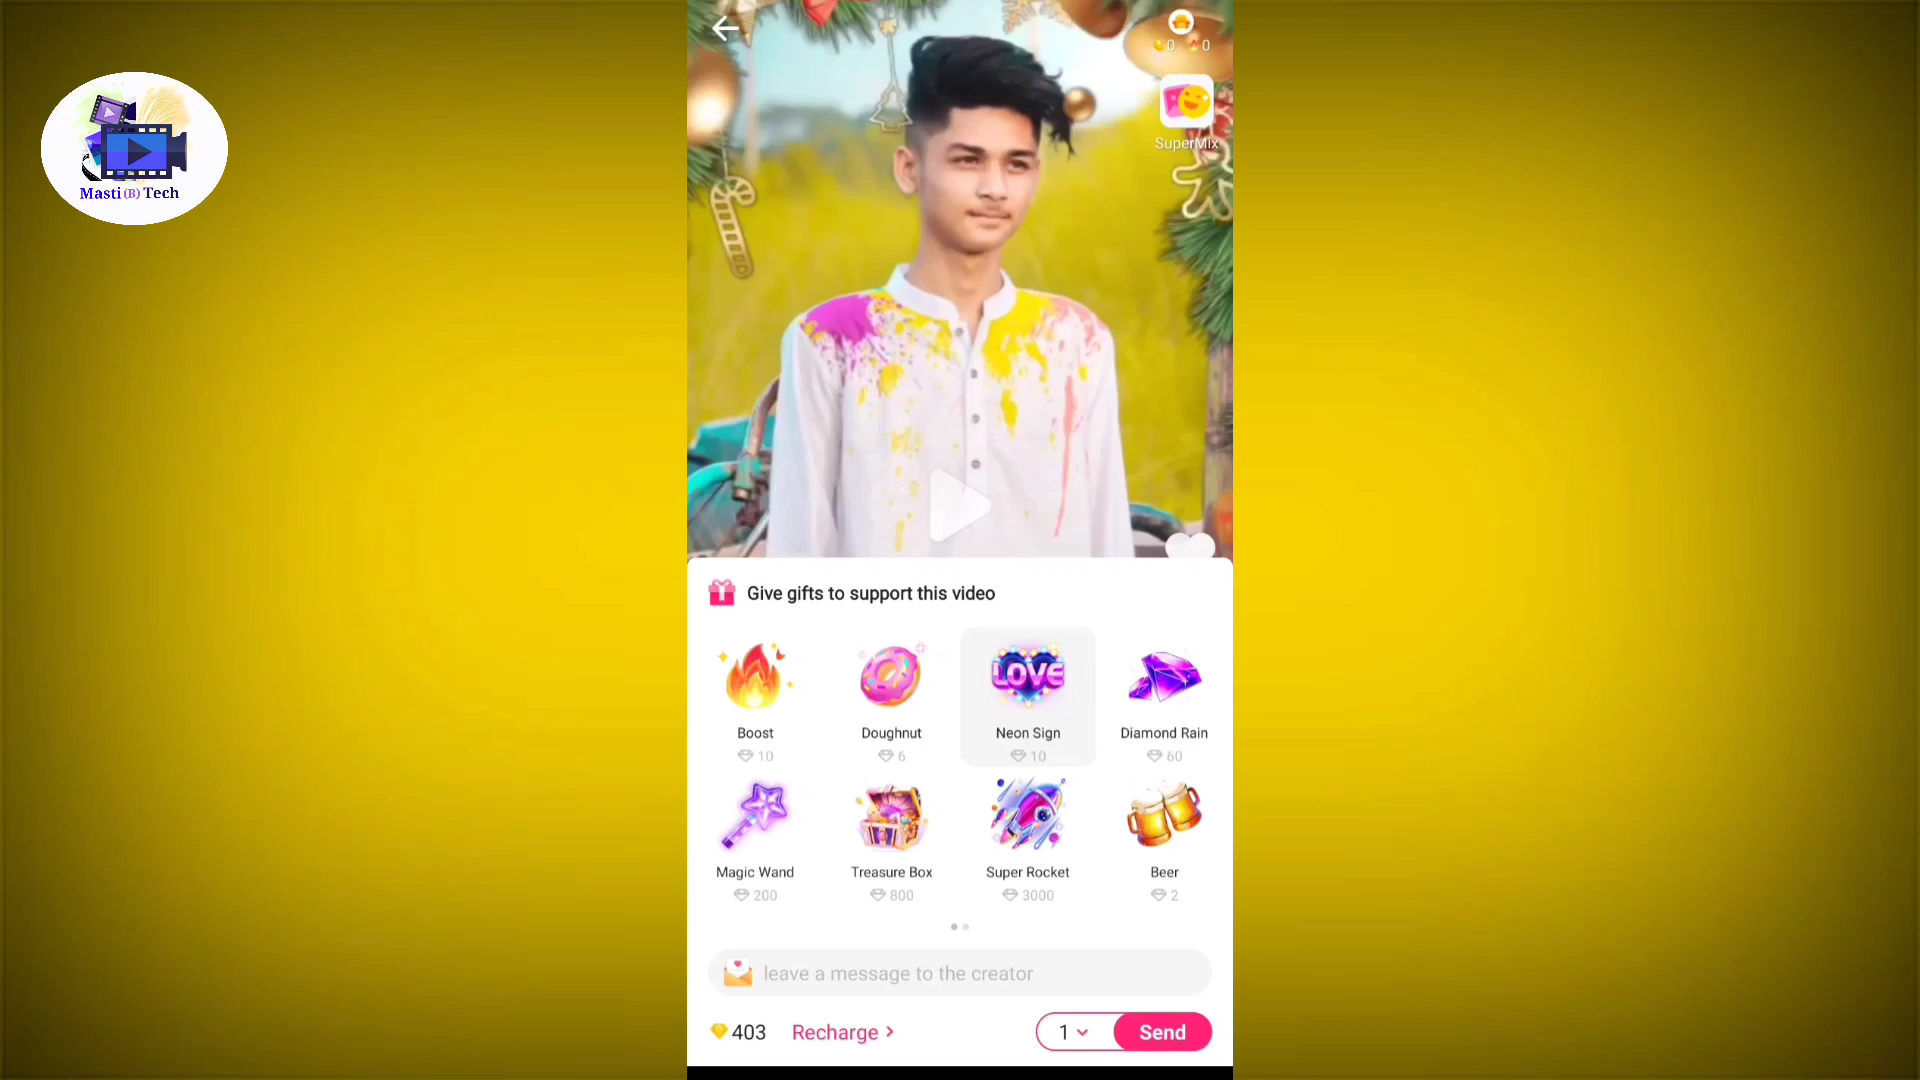 Masti (B) Tech
0 0
SuperMix
Give gifts to support this video
LOVE
Boost Doughnut Neon Sign Diamond Rain
10 6 10 60
Magic Wand Treasure Box Super Rocket Beer
200 800 3000 2
leave a message to the creator
403 Recharge > 1 Send